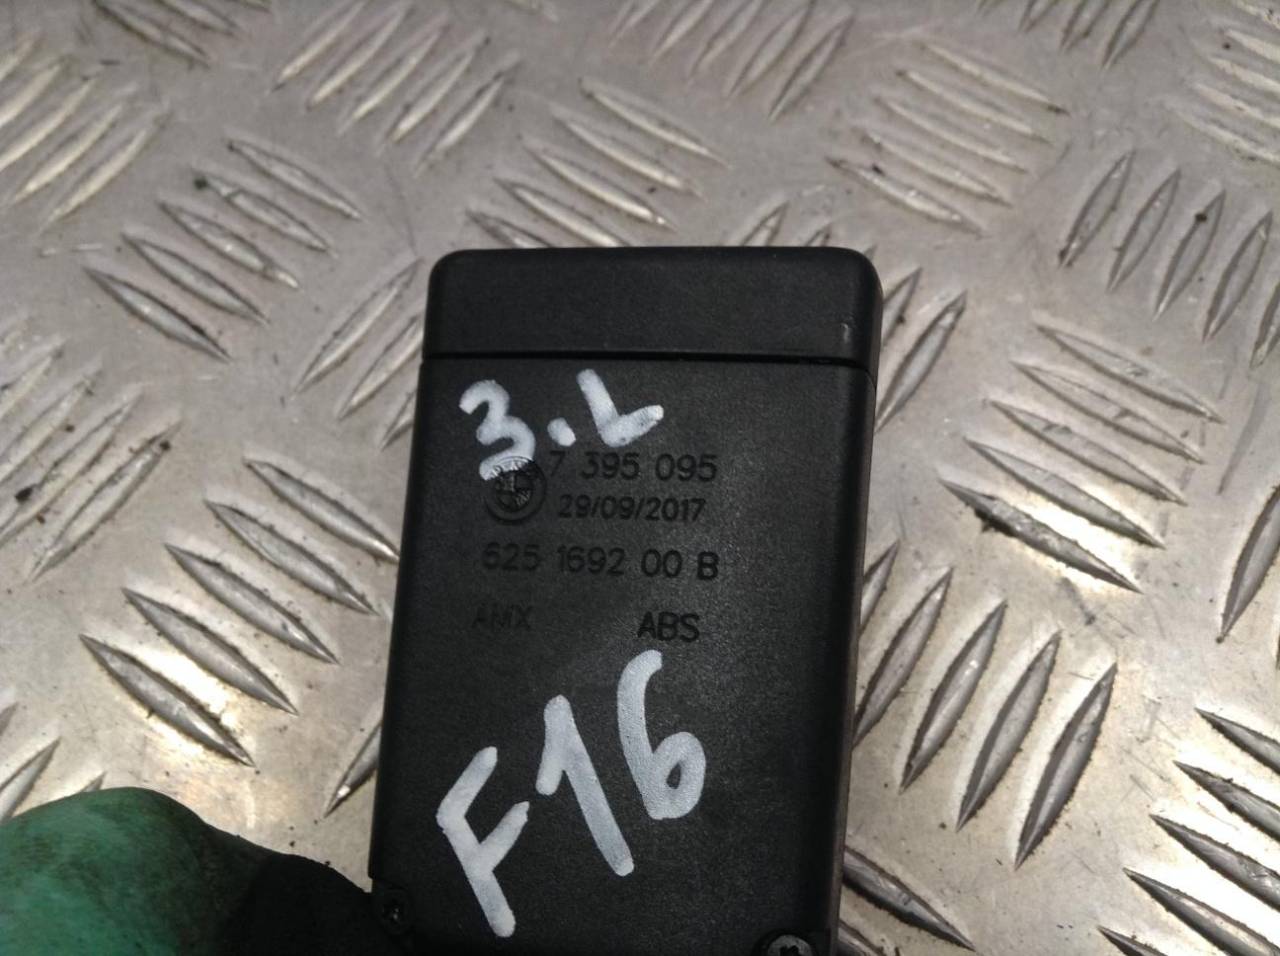 3.L
7 395 095
29/09/2017
625 1692 00 B
AMX ABS
F16